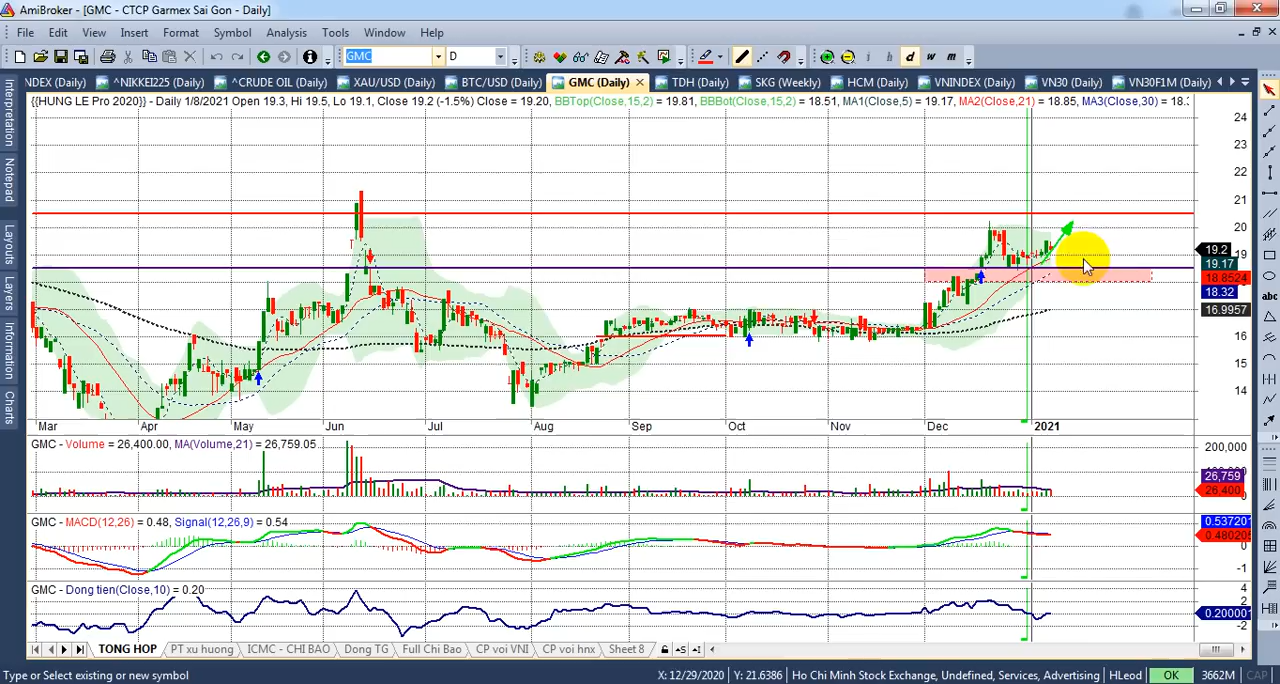 AmiBroker - [GMC - CTCP Garmex Sai Gon - Daily]
File Edit View Insert Format Symbol Analysis Tools Window Help
GMC D i h d w m
NDEX (Daily) ^NIKKEI225 (Daily) ^CRUDE OIL (Daily) XAU/USD (Daily) BTC/USD (Daily) GMC (Daily) TDH (Daily) SKG (Weekly) HCM (Daily) VNINDEX (Daily) VN30 (Daily) VN30F1M (Daily)
{{HUNG LE Pro 2020}} - Daily 1/8/2021 Open 19.3, Hi 19.5, Lo 19.1, Close 19.2 (-1.5%) Close = 19.20, BBTop(Close,15,2) = 19.81, BBBot(Close,15,2) = 18.51, MA1(Close,5) = 19.17, MA2(Close,21) = 18.85, MA3(Close,30) = 18.:
Interpretation
Notepad
Layouts
Layers
Information
Charts
24
23
22
21
20
19
19.2
19.17
18.8524
18.32
16.9957
16
15
14
abc
Mar Apr May Jun Jul Aug Sep Oct Nov Dec 2021
GMC - Volume = 26,400.00, MA(Volume,21) = 26,759.05
200,000
26,759
26,400
GMC - MACD(12,26) = 0.48, Signal(12,26,9) = 0.54
0.537201
0.480205
0
-1
GMC - Dong tien(Close,10) = 0.20
4
2
0.200001
-2
TONG HOP PT xu huong ICMC - CHI BAO Dong TG Full Chi Bao CP voi VNI CP voi hnx Sheet 8
Type or Select existing or new symbol X: 12/29/2020 Y: 21.6386 Ho Chi Minh Stock Exchange, Undefined, Services, Advertising HLeod OK 3662M CAP